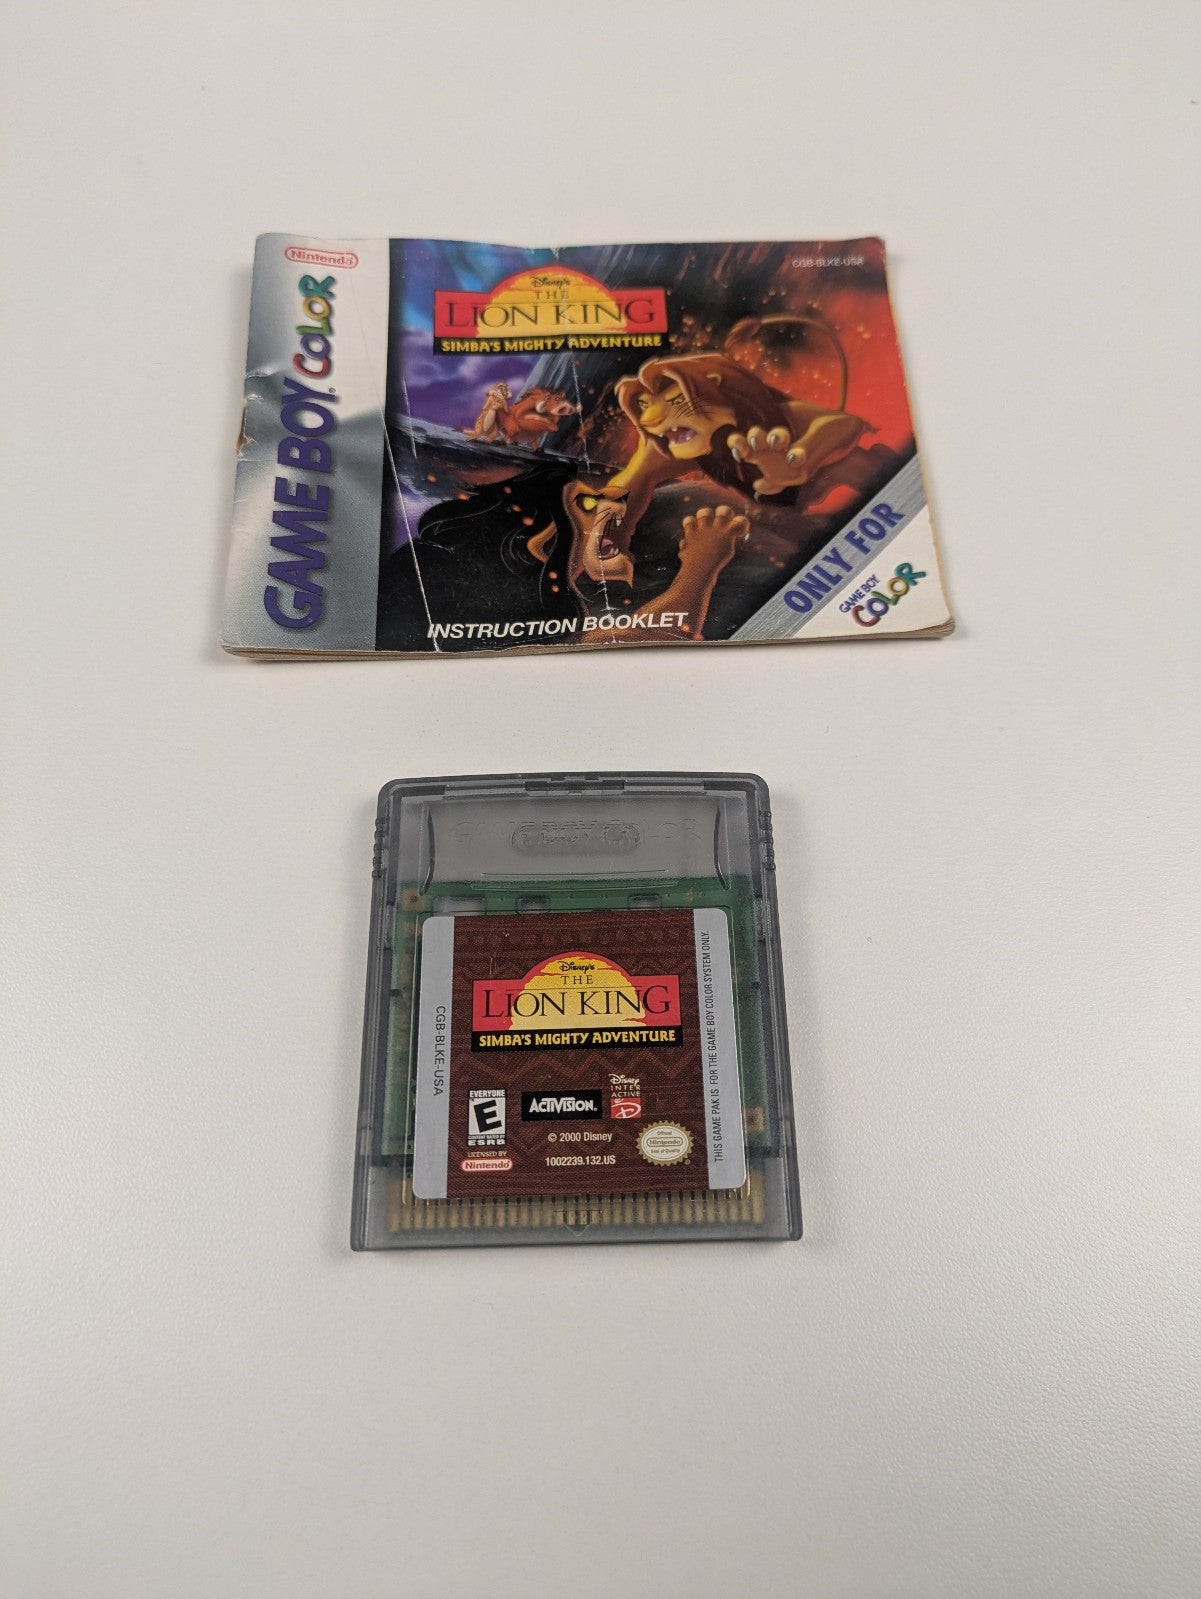 Nintendo
GAME BOY COLOR
CGB-BLKE-USA
Disney's
THE
LION KING
SIMBA'S MIGHTY ADVENTURE
ONLY FOR
GAME BOY
COLOR
INSTRUCTION BOOKLET
GAME BOY COLOR
CGB-BLKE-USA
Disney's
THE
LION KING
SIMBA'S MIGHTY ADVENTURE
EVERYONE
E
CONTENT RATED BY
ESRB
ACTIVISION.
Disney
INTER
ACTIVE
LICENSED BY
Nintendo
© 2000 Disney
1002239.132.US
Official
Nintendo
Seal of Quality
THIS GAME PAK IS FOR THE GAME BOY COLOR SYSTEM ONLY.